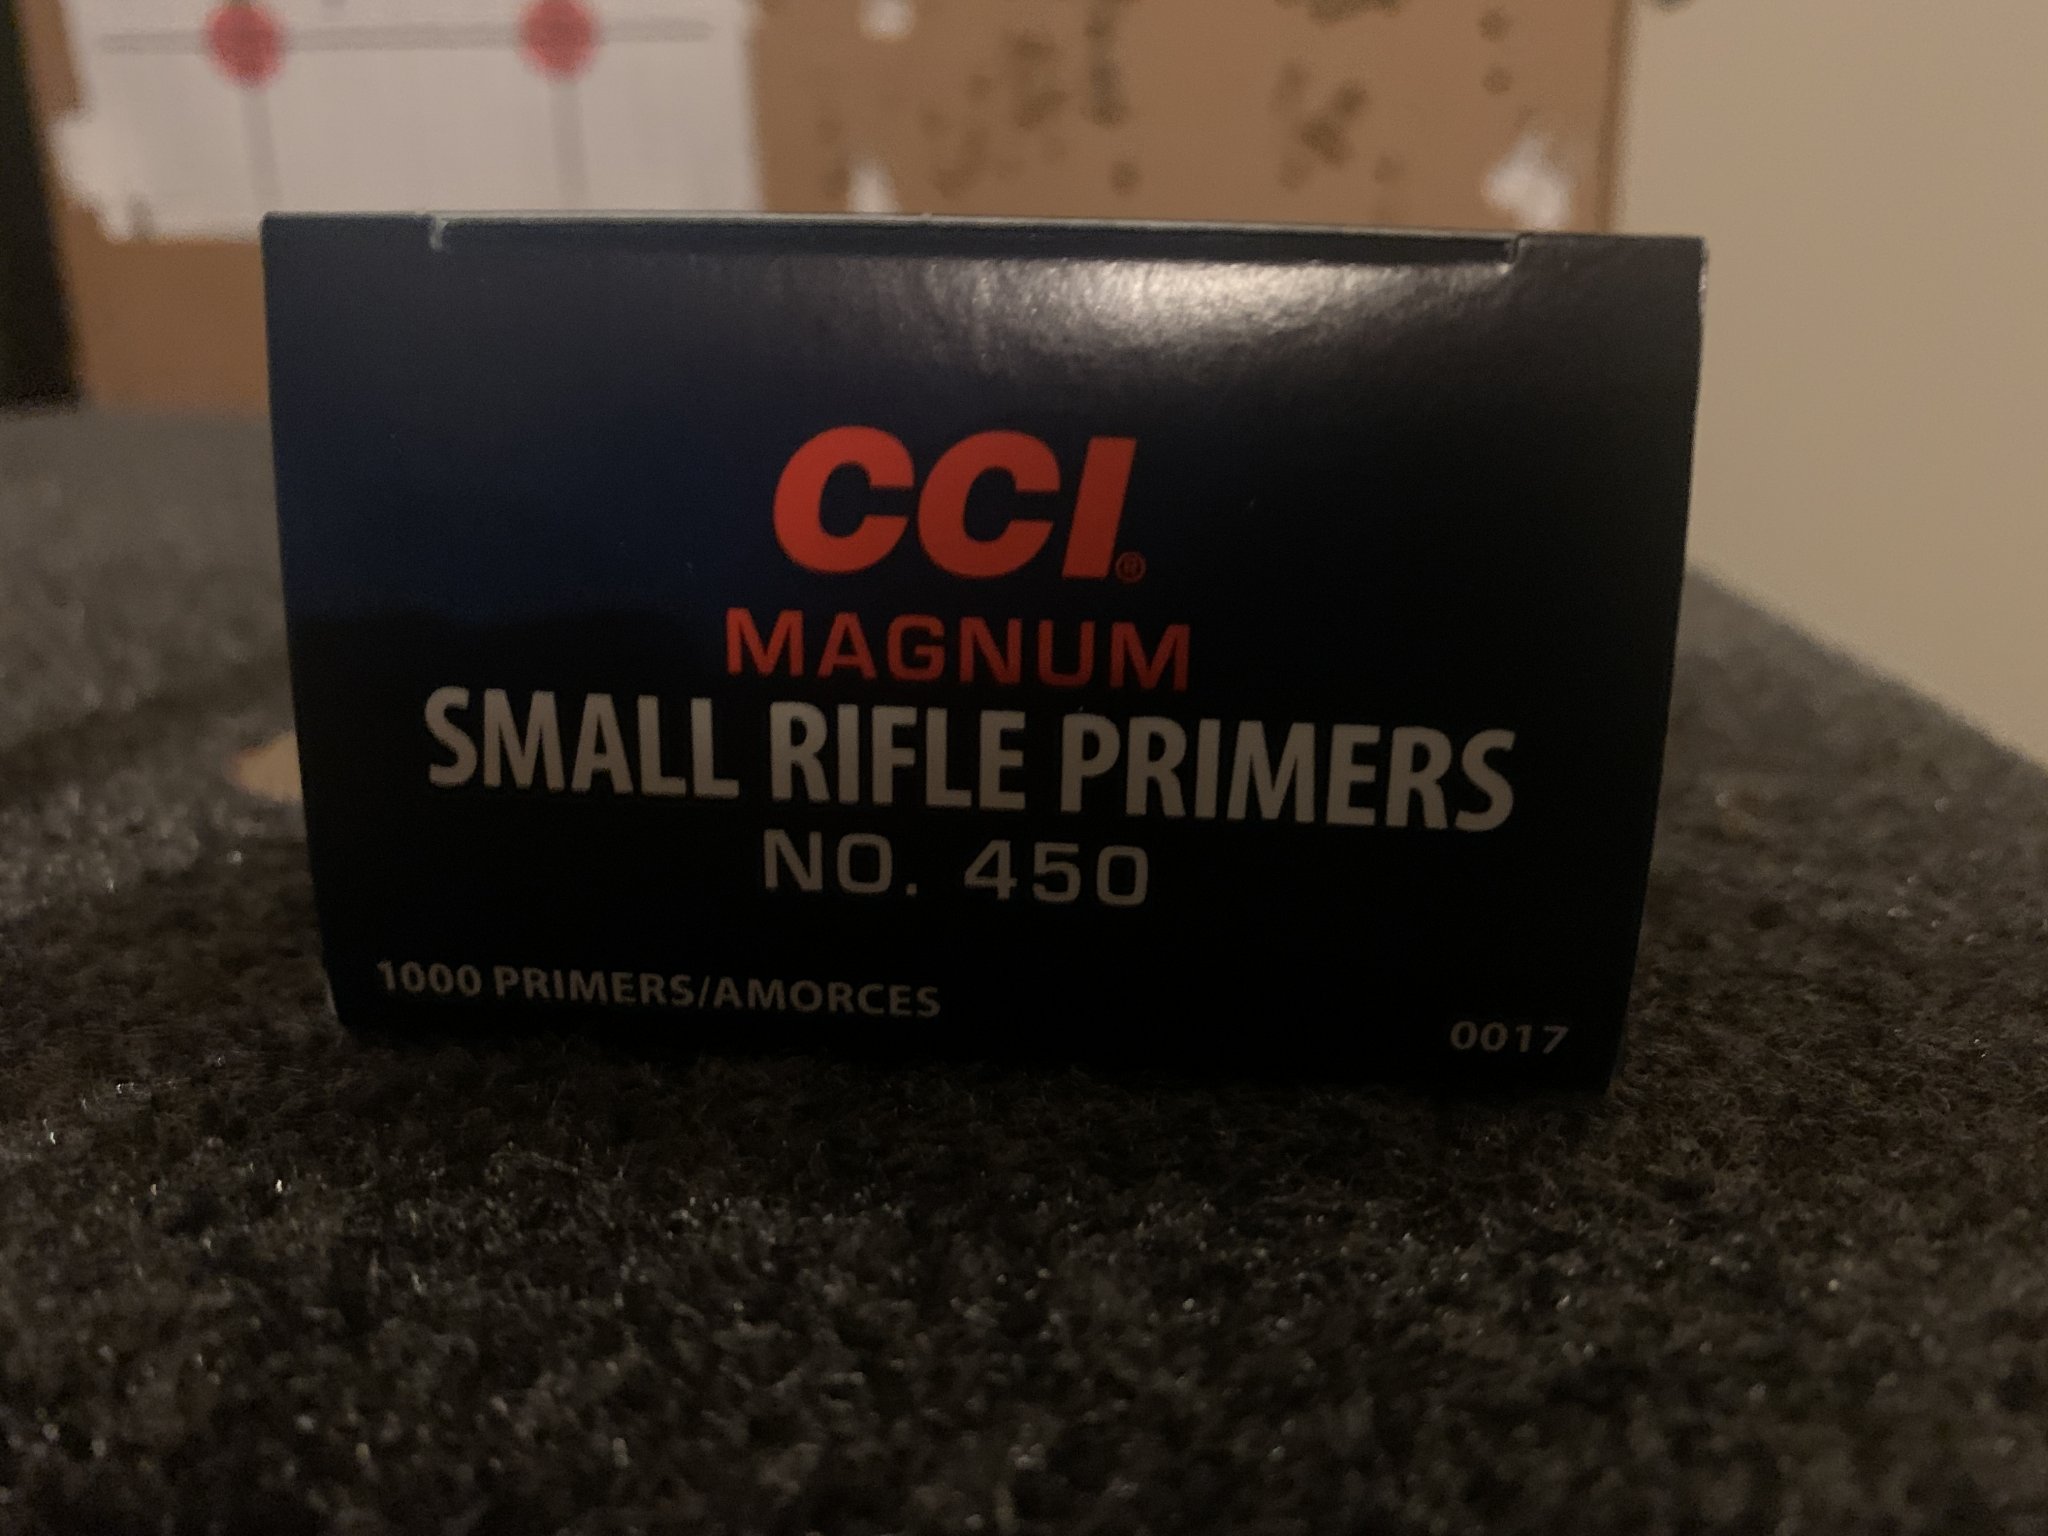 CCI®
MAGNUM
SMALL RIFLE PRIMERS
NO. 450
1000 PRIMERS/AMORCES
0017